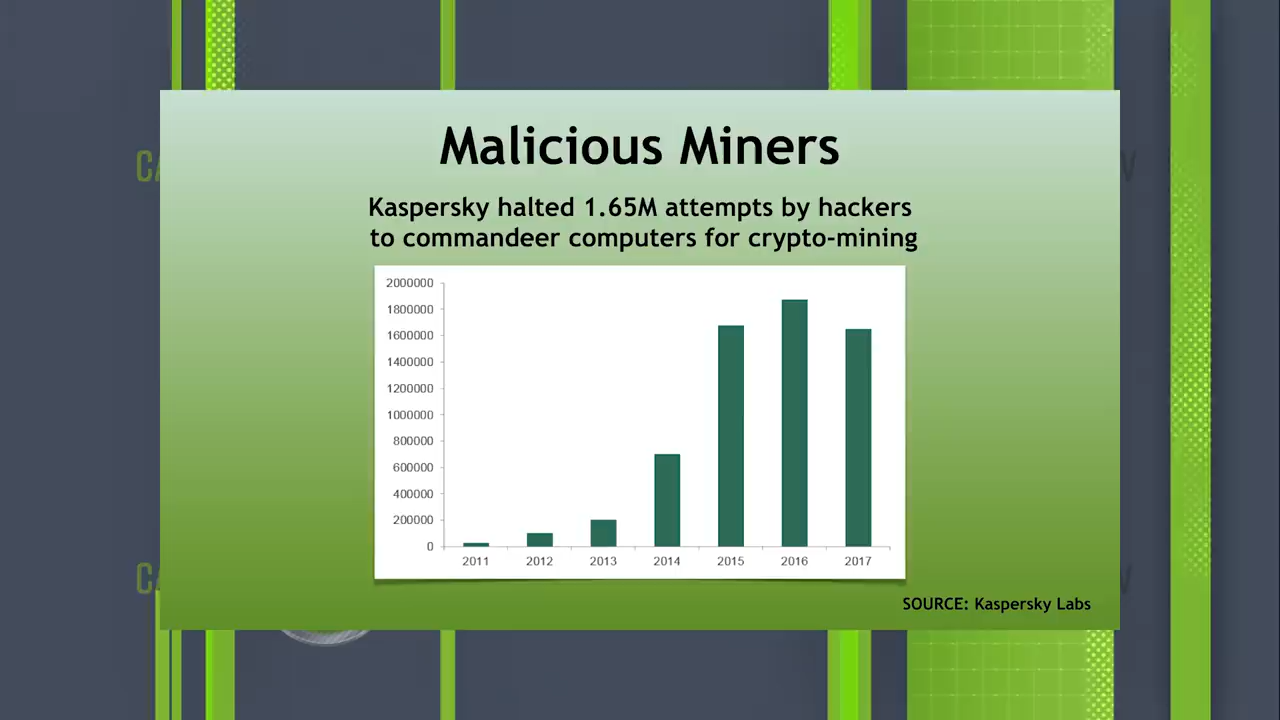 Malicious Miners
Kaspersky halted 1.65M attempts by hackers
to commandeer computers for crypto-mining
2000000
1800000
1600000
1400000
1200000
1000000
800000
600000
400000
200000
0
2011 2012 2013 2014 2015 2016 2017
SOURCE: Kaspersky Labs